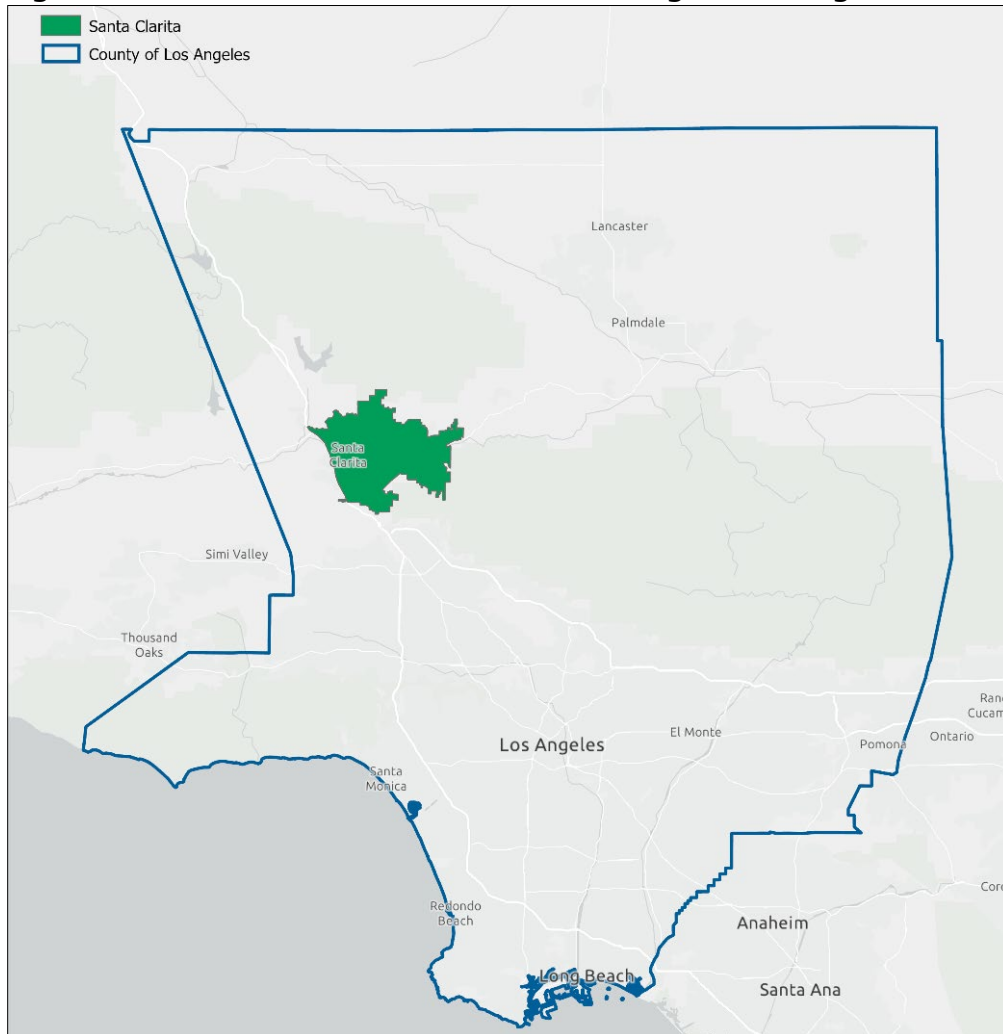 Santa Clarita
County of Los Angeles
Lancaster
Palmdale
Santa
Clarita
Simi Valley
Thousand
Oaks
Los Angeles
El Monte
Pomona
Ontario
Santa
Monica
Redondo
Beach
Long Beach
Anaheim
Santa Ana